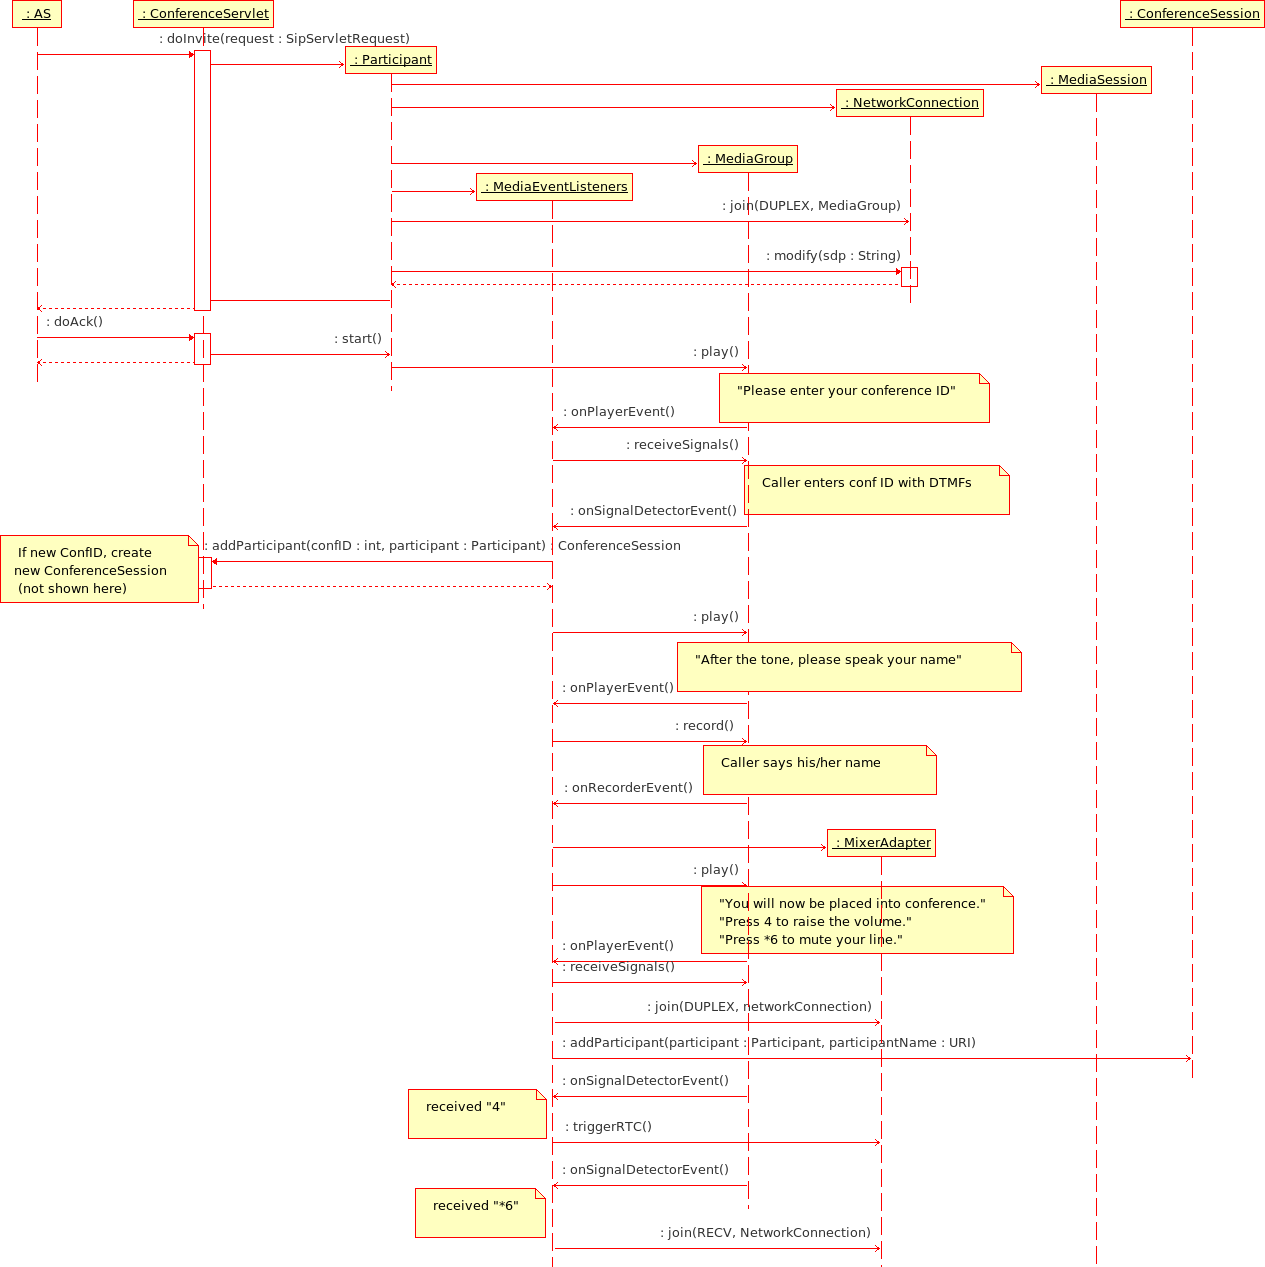 : AS
: ConferenceServlet
: ConferenceSession
: doInvite(request : SipServletRequest)
: Participant
: MediaSession
: NetworkConnection
: MediaGroup
: MediaEventListeners
: join(DUPLEX, MediaGroup)
: modify(sdp : String)
: doAck()
: start()
: play()
"Please enter your conference ID"
: onPlayerEvent()
: receiveSignals()
Caller enters conf ID with DTMFs
: onSignalDetectorEvent()
: addParticipant(confID : int, participant : Participant) : ConferenceSession
If new ConfID, create
new ConferenceSession
(not shown here)
: play()
"After the tone, please speak your name"
: onPlayerEvent()
: record()
Caller says his/her name
: onRecorderEvent()
: MixerAdapter
: play()
"You will now be placed into conference."
"Press 4 to raise the volume."
"Press *6 to mute your line."
: onPlayerEvent()
: receiveSignals()
: join(DUPLEX, networkConnection)
: addParticipant(participant : Participant, participantName : URI)
: onSignalDetectorEvent()
received "4"
: triggerRTC()
: onSignalDetectorEvent()
received "*6"
: join(RECV, NetworkConnection)